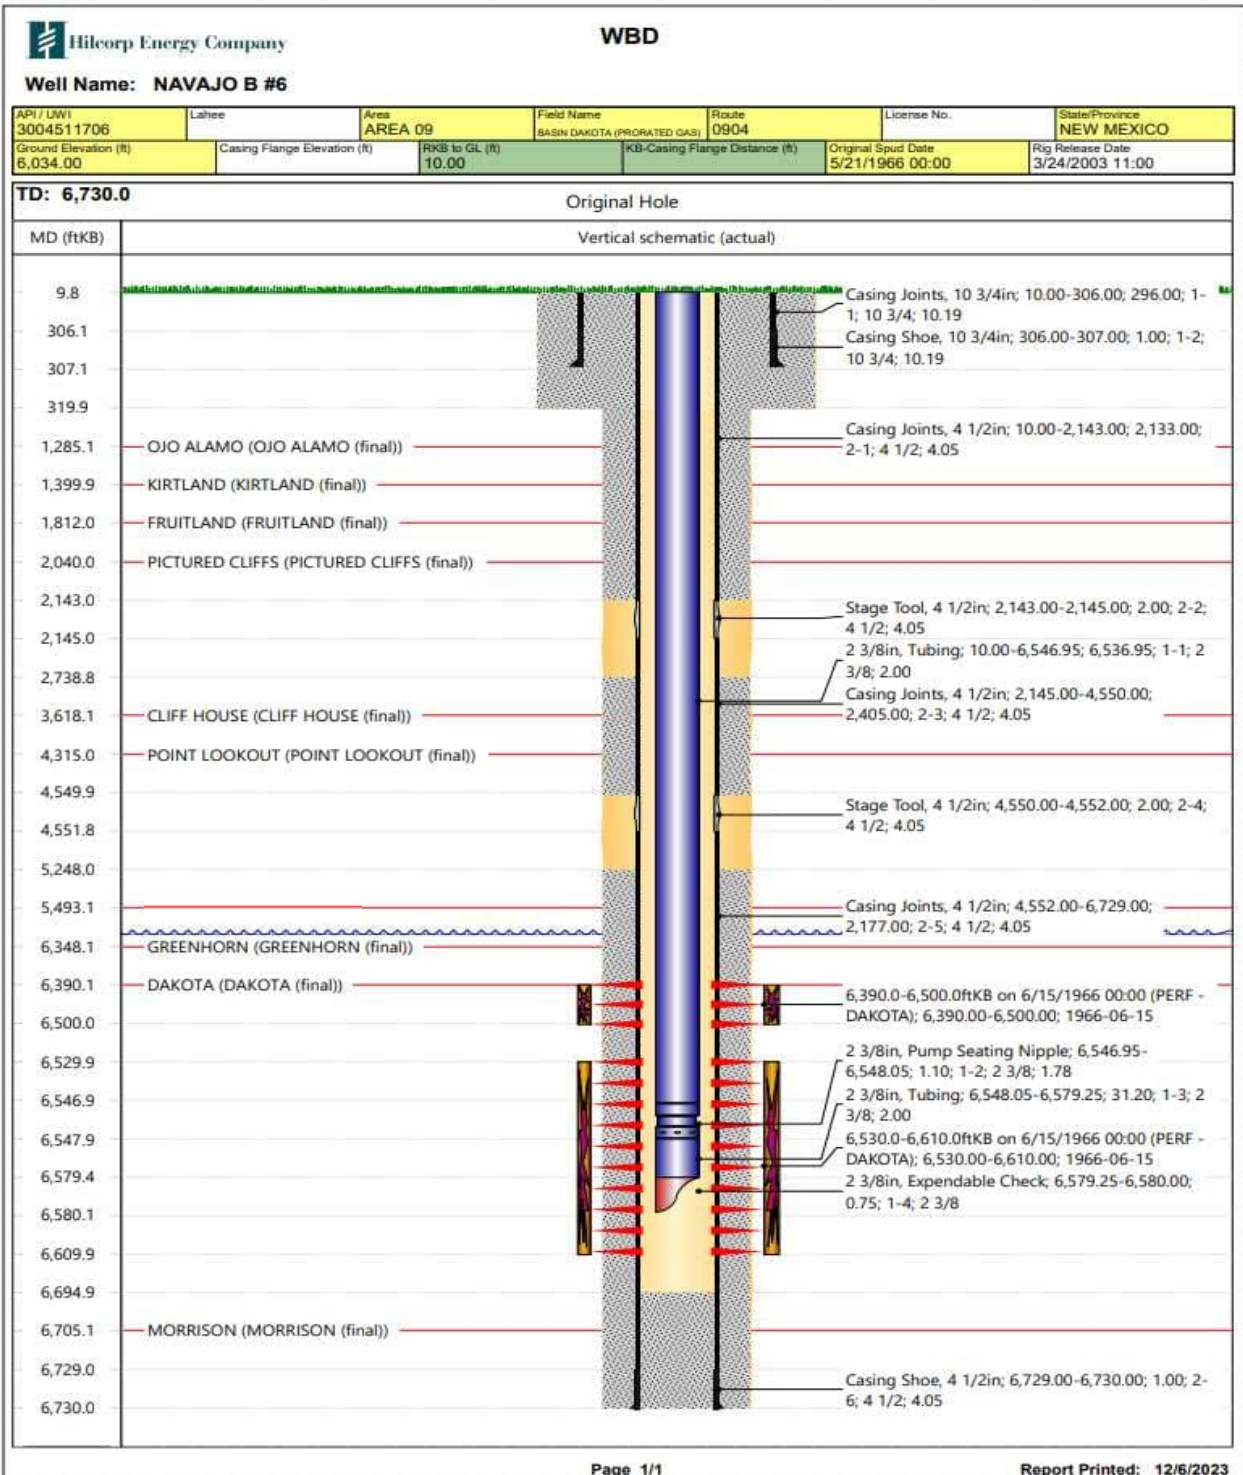 Hilcorp Energy Company
WBD
Well Name: NAVAJO B #6
API / UWI
3004511706
Lahee
Area
AREA 09
Field Name
BASIN DAKOTA (PRORATED GAS)
Route
0904
License No.
State/Province
NEW MEXICO
Ground Elevation (ft)
6,034.00
Casing Flange Elevation (ft)
RKB to GL (ft)
10.00
KB-Casing Flange Distance (ft)
Original Spud Date
5/21/1966 00:00
Rig Release Date
3/24/2003 11:00
TD: 6,730.0
Original Hole
MD (ftKB)
Vertical schematic (actual)
9.8
Casing Joints, 10 3/4in; 10.00-306.00; 296.00; 1-
1; 10 3/4; 10.19
306.1
Casing Shoe, 10 3/4in; 306.00-307.00; 1.00; 1-2;
10 3/4; 10.19
307.1
319.9
Casing Joints, 4 1/2in; 10.00-2,143.00; 2,133.00;
2-1; 4 1/2; 4.05
1,285.1
OJO ALAMO (OJO ALAMO (final))
1,399.9
KIRTLAND (KIRTLAND (final))
1,812.0
FRUITLAND (FRUITLAND (final))
2,040.0
PICTURED CLIFFS (PICTURED CLIFFS (final))
2,143.0
Stage Tool, 4 1/2in; 2,143.00-2,145.00; 2.00; 2-2;
4 1/2; 4.05
2,145.0
2 3/8in, Tubing; 10.00-6,546.95; 6,536.95; 1-1; 2
3/8; 2.00
2,738.8
Casing Joints, 4 1/2in; 2,145.00-4,550.00;
2,405.00; 2-3; 4 1/2; 4.05
3,618.1
CLIFF HOUSE (CLIFF HOUSE (final))
4,315.0
POINT LOOKOUT (POINT LOOKOUT (final))
4,549.9
Stage Tool, 4 1/2in; 4,550.00-4,552.00; 2.00; 2-4;
4 1/2; 4.05
4,551.8
5,248.0
5,493.1
Casing Joints, 4 1/2in; 4,552.00-6,729.00;
2,177.00; 2-5; 4 1/2; 4.05
6,348.1
GREENHORN (GREENHORN (final))
6,390.1
DAKOTA (DAKOTA (final))
6,390.0-6,500.0ftKB on 6/15/1966 00:00 (PERF -
DAKOTA); 6,390.00-6,500.00; 1966-06-15
6,500.0
6,529.9
2 3/8in, Pump Seating Nipple; 6,546.95-
6,548.05; 1.10; 1-2; 2 3/8; 1.78
6,546.9
2 3/8in, Tubing; 6,548.05-6,579.25; 31.20; 1-3; 2
3/8; 2.00
6,547.9
6,530.0-6,610.0ftKB on 6/15/1966 00:00 (PERF -
DAKOTA); 6,530.00-6,610.00; 1966-06-15
6,579.4
2 3/8in, Expendable Check; 6,579.25-6,580.00;
0.75; 1-4; 2 3/8
6,580.1
6,609.9
6,694.9
6,705.1
MORRISON (MORRISON (final))
6,729.0
Casing Shoe, 4 1/2in; 6,729.00-6,730.00; 1.00; 2-
6; 4 1/2; 4.05
6,730.0
Page 1/1
Report Printed: 12/6/2023